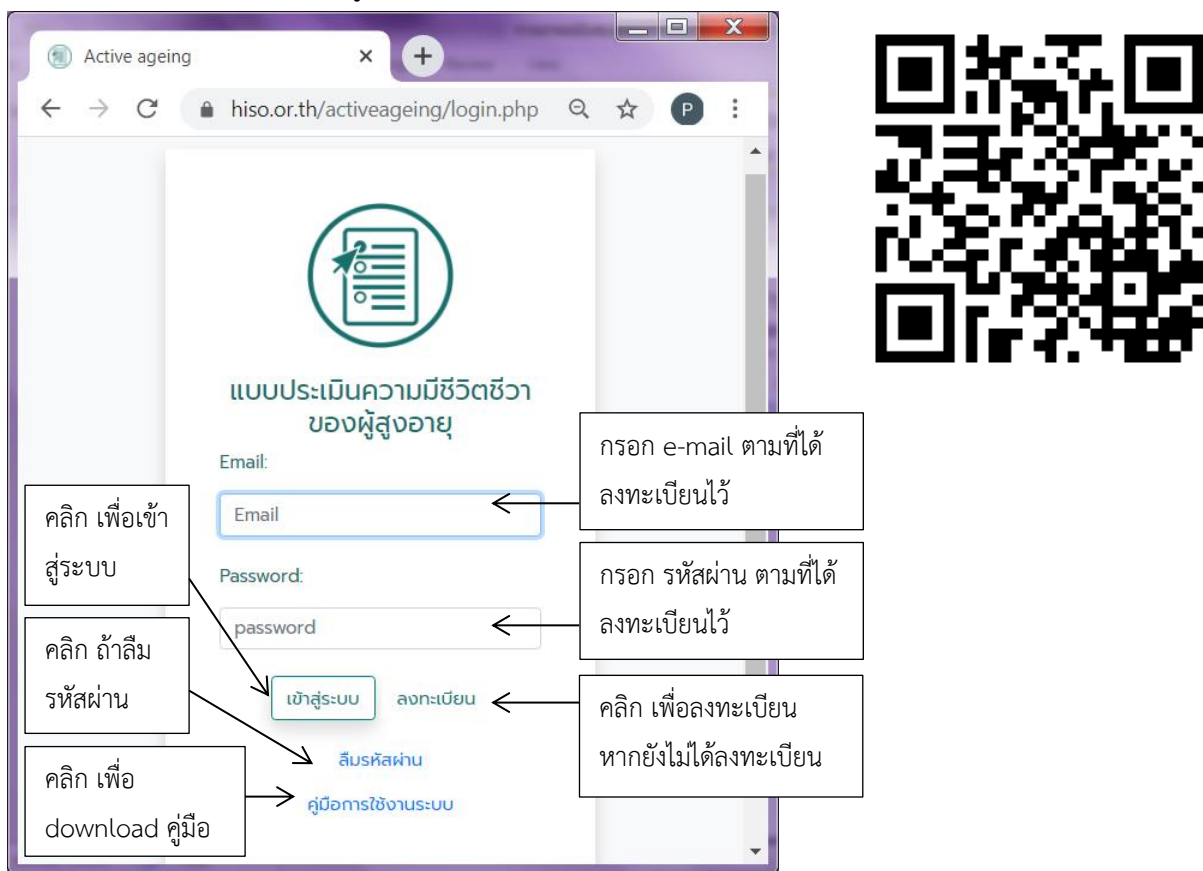 Active ageing
hiso.or.th/activeageing/login.php
P
แบบประเมินความมีชีวิตชีวา
ของผู้สูงอายุ
Email:
Email
Password:
password
เข้าสู่ระบบ
ลงทะเบียน
ลืมรหัสผ่าน
คู่มือการใช้งานระบบ
คลิก เพื่อเข้า
สู่ระบบ
คลิก ถ้าลืม
รหัสผ่าน
คลิก เพื่อ
download คู่มือ
กรอก e-mail ตามที่ได้
ลงทะเบียนไว้
กรอก รหัสผ่าน ตามที่ได้
ลงทะเบียนไว้
คลิก เพื่อลงทะเบียน
หากยังไม่ได้ลงทะเบียน